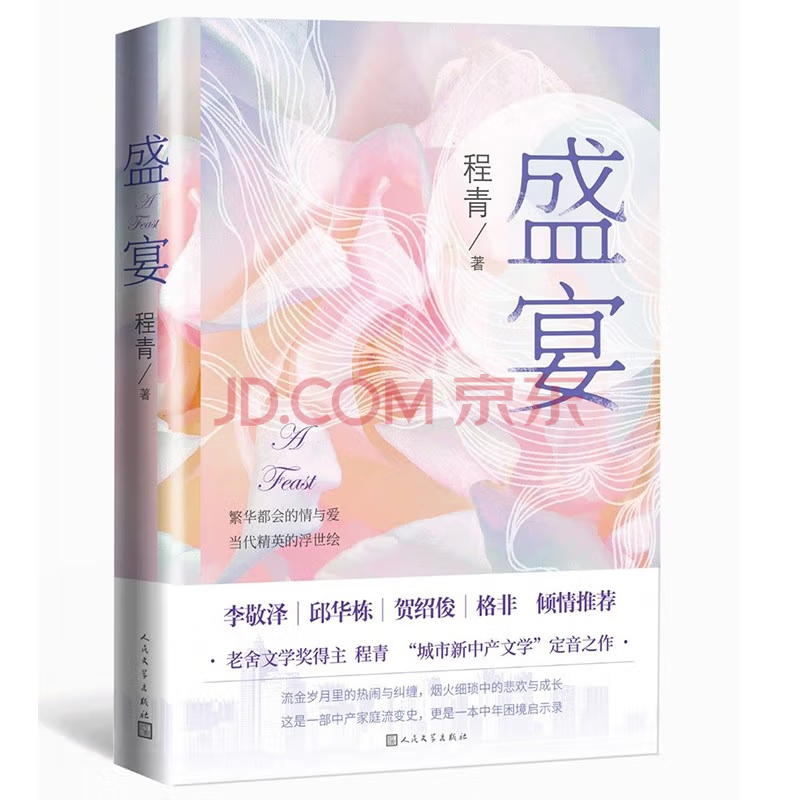 盛宴
A
Feast
程青/著
人民文学出版社
盛宴
程青/著
JD.COM 京东
A
Feast
繁华都会的情与爱
当代精英的浮世绘
李敬泽|邱华栋|贺绍俊|格非 倾情推荐
·老舍文学奖得主 程青 “城市新中产文学”定音之作·
流金岁月里的热闹与纠缠，烟火细琐中的悲欢与成长
这是一部中产家庭流变史，更是一本中年困境启示录
人民文学出版社